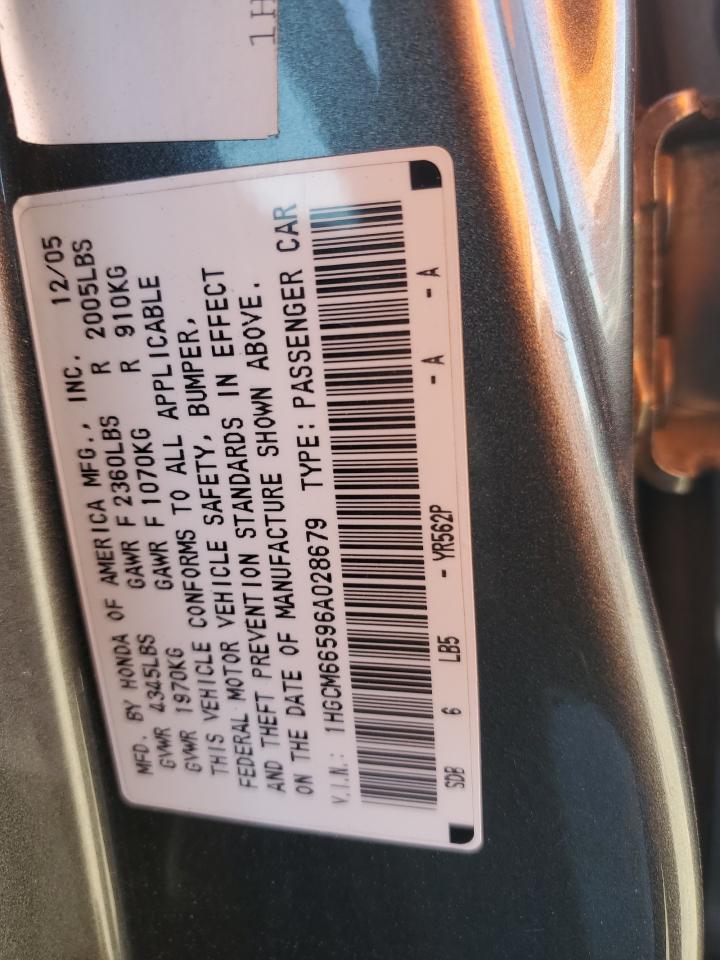 1H
MFD. BY HONDA OF AMERICA MFG., INC. 12/05
GVWR 4345LBS GAWR F 2360LBS R 2005LBS
GVWR 1970KG GAWR F 1070KG R 910KG
THIS VEHICLE CONFORMS TO ALL APPLICABLE
FEDERAL MOTOR VEHICLE SAFETY, BUMPER,
AND THEFT PREVENTION STANDARDS IN EFFECT
ON THE DATE OF MANUFACTURE SHOWN ABOVE.
V.I.N.: 1HGCM66596A028679 TYPE: PASSENGER CAR
SDB 6 LB5 - YR562P - A - A